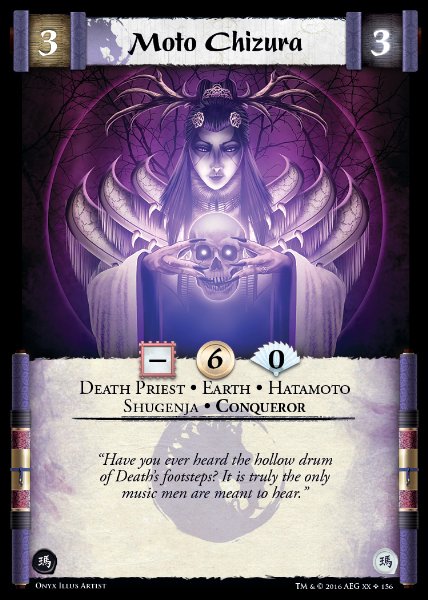 3 Moto Chizura 3
– 6 0
Death Priest • Earth • Hatamoto
Shugenja • Conqueror
“Have you ever heard the hollow drum
of Death’s footsteps? It is truly the only
music men are meant to hear.”
瑪 瑪
Onyx Illus Artist TM & © 2016 AEG XX ❖ 156